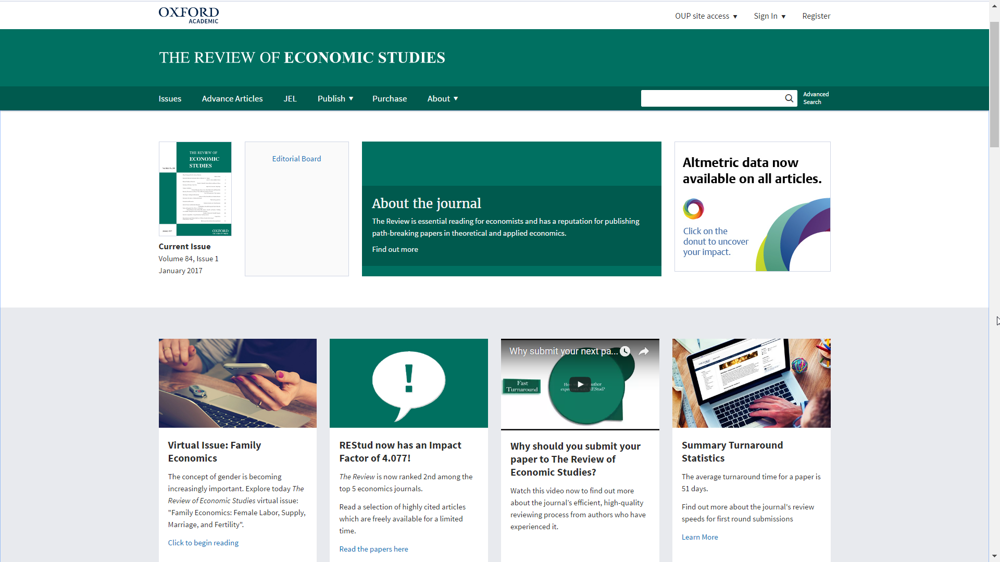 OXFORD
ACADEMIC
OUP site access ▼
Sign In ▼
Register
THE REVIEW OF ECONOMIC STUDIES
Issues
Advance Articles
JEL
Publish ▼
Purchase
About ▼
Advanced
Search
THE REVIEW OF
ECONOMIC
STUDIES
January 2017
OXFORD
Current Issue
Volume 84, Issue 1
January 2017
Editorial Board
About the journal
The Review is essential reading for economists and has a reputation for publishing
path-breaking papers in theoretical and applied economics.
Find out more
Altmetric data now
available on all articles.
Click on the
donut to uncover
your impact.
Virtual Issue: Family
Economics
The concept of gender is becoming
increasingly important. Explore today The
Review of Economic Studies virtual issue:
"Family Economics: Female Labor, Supply,
Marriage, and Fertility".
Click to begin reading
!
REStud now has an Impact
Factor of 4.077!
The Review is now ranked 2nd among the
top 5 economics journals.
Read a selection of highly cited articles
which are freely available for a limited
time.
Read the papers here
Why submit your next pa...
Fast
Turnaround
Why should you submit your
paper to The Review of
Economic Studies?
Watch this video now to find out more
about the journal's efficient, high-quality
reviewing process from authors who have
experienced it.
OXFORD
Summary Turnaround
Statistics
The average turnaround time for a paper is
51 days.
Find out more about the journal's review
speeds for first round submissions
Learn More